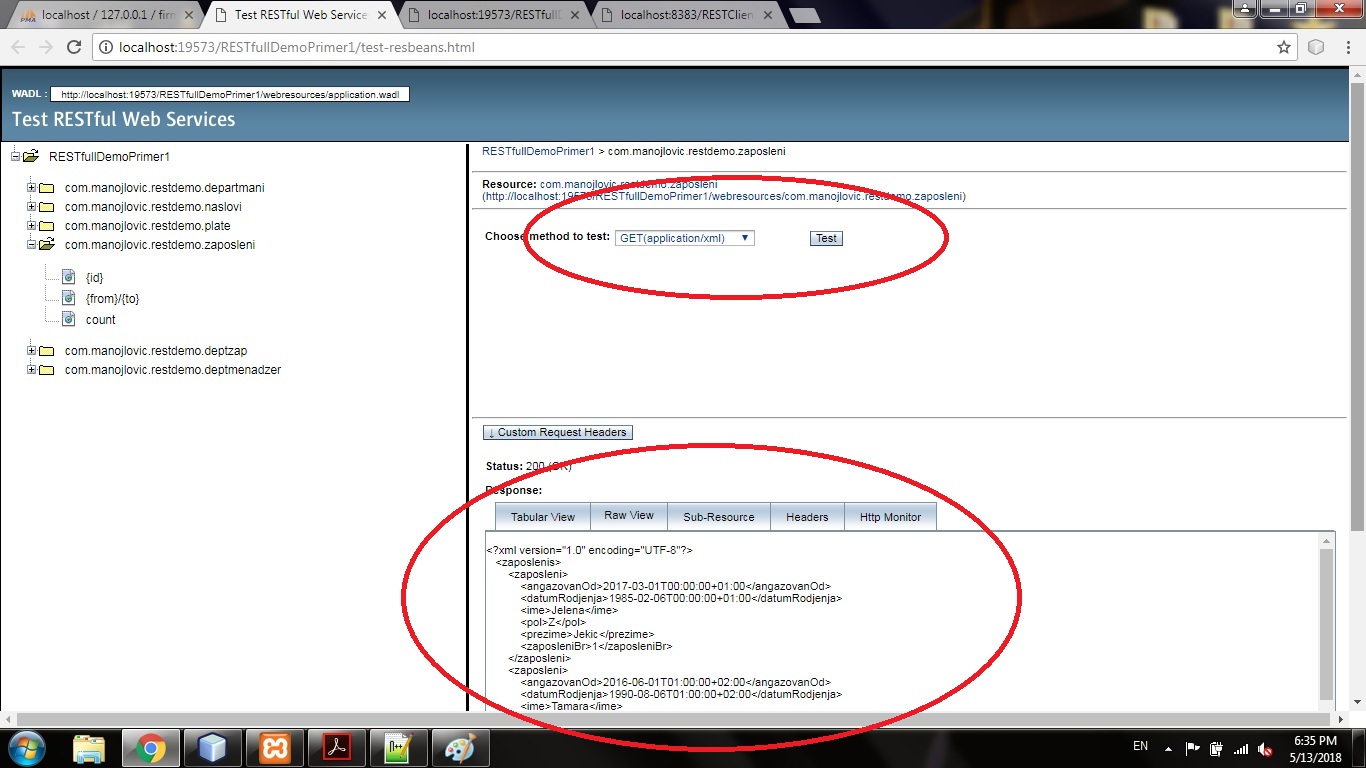 localhost / 127.0.0.1 / firm
Test RESTful Web Service
localhost:19573/RESTfullD
localhost:8383/RESTClien
localhost:19573/RESTfullDemoPrimer1/test-resbeans.html
WADL : http://localhost:19573/RESTfullDemoPrimer1/webresources/application.wadl
Test RESTful Web Services
RESTfullDemoPrimer1
com.manojlovic.restdemo.departmani
com.manojlovic.restdemo.naslovi
com.manojlovic.restdemo.plate
com.manojlovic.restdemo.zaposleni
{id}
{from}/{to}
count
com.manojlovic.restdemo.deptzap
com.manojlovic.restdemo.deptmenadzer
RESTfullDemoPrimer1 > com.manojlovic.restdemo.zaposleni
Resource: com.manojlovic.restdemo.zaposleni
(http://localhost:19573/RESTfullDemoPrimer1/webresources/com.manojlovic.restdemo.zaposleni)
Choose method to test: GET(application/xml) Test
↓ Custom Request Headers
Status: 200 (OK)
Response:
Tabular View Raw View Sub-Resource Headers Http Monitor
<?xml version="1.0" encoding="UTF-8"?>
<zaposlenis>
<zaposleni>
<angazovanOd>2017-03-01T00:00:00+01:00</angazovanOd>
<datumRodjenja>1985-02-06T00:00:00+01:00</datumRodjenja>
<ime>Jelena</ime>
<pol>Z</pol>
<prezime>Jekic</prezime>
<zaposleniBr>1</zaposleniBr>
</zaposleni>
<zaposleni>
<angazovanOd>2016-06-01T01:00:00+02:00</angazovanOd>
<datumRodjenja>1990-08-06T01:00:00+02:00</datumRodjenja>
<ime>Tamara</ime>
EN
6:35 PM
5/13/2018